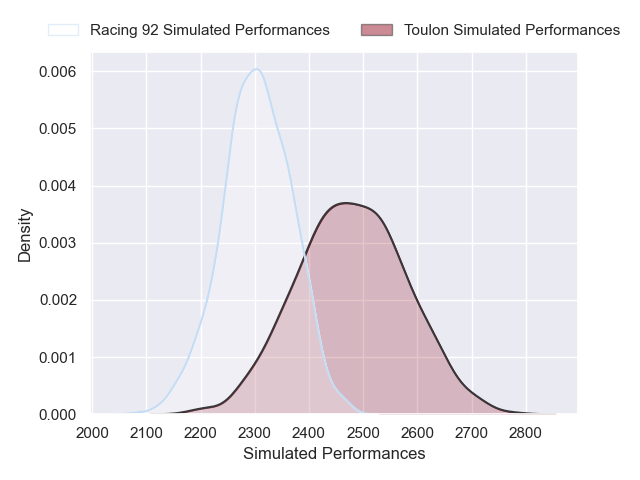 Racing 92 Simulated Performances
Toulon Simulated Performances
0.006
0.005
0.004
0.003
0.002
0.001
0.000
Density
2000 2100 2200 2300 2400 2500 2600 2700 2800
Simulated Performances